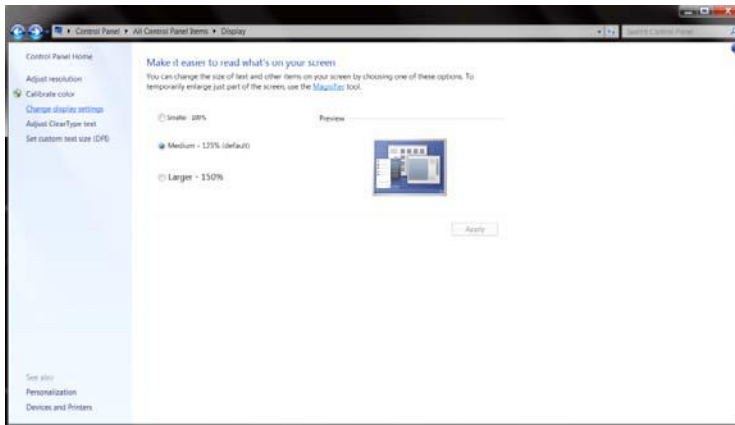 Control Panel ▸ All Control Panel Items ▸ Display
Search Control Panel
Control Panel Home
Adjust resolution
Calibrate color
Change display settings
Adjust ClearType text
Set custom text size (DPI)
Make it easier to read what's on your screen
You can change the size of text and other items on your screen by choosing one of these options. To
temporarily enlarge just part of the screen, use the Magnifier tool.
Smaller - 100%
Preview
Medium - 125% (default)
Larger - 150%
Apply
See also
Personalization
Devices and Printers